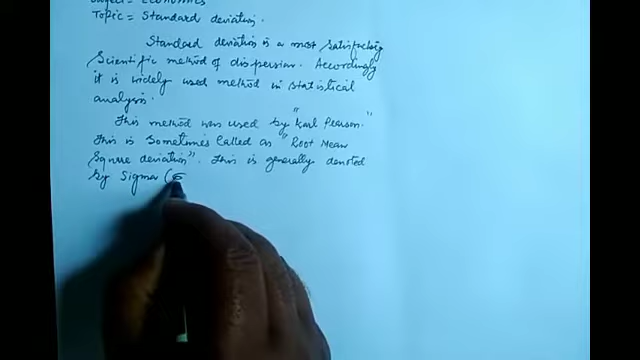 = Economics
Topic = Standard deviation.
Standard deviation is a most satisfactory
Scientific method of dispersion. Accordingly
it is widely used method in statistical
analysis.
This method was used by "Karl Pearson."
This is sometimes called as "Root Mean
Square deviation". This is generally denoted
by Sigma (σ